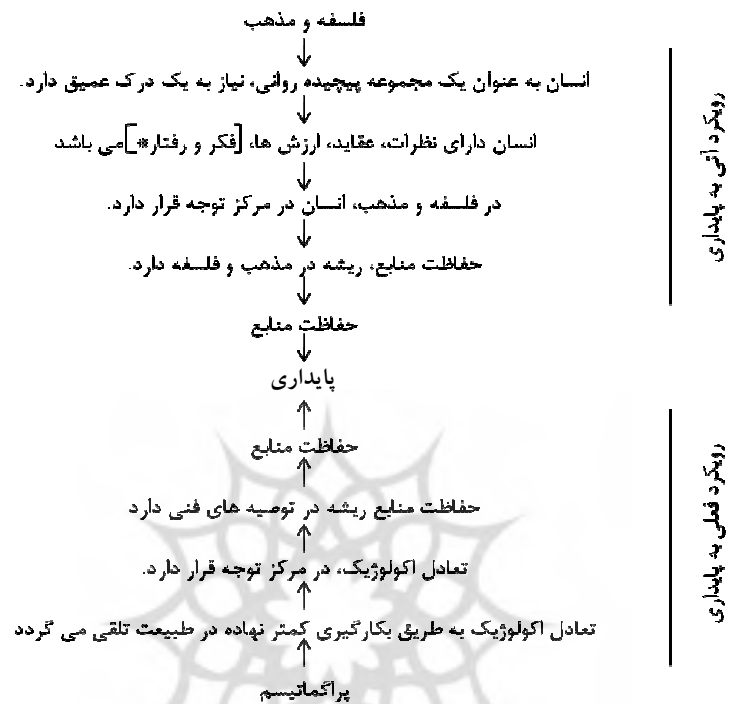 فلسفه و مذهب
انسان به عنوان یک مجموعه پیچیده روانی، نیاز به یک درک عمیق دارد.
انسان دارای نظرات، عقاید، ارزش ها، [فکر و رفتار*] می باشد
در فلسفه و مذهب، انسان در مرکز توجه قرار دارد.
حفاظت منابع، ریشه در مذهب و فلسفه دارد.
حفاظت منابع
رویکرد آتی به پایداری
پایداری
حفاظت منابع
حفاظت منابع ریشه در توصیه های فنی دارد
تعادل اکولوژیک، در مرکز توجه قرار دارد.
تعادل اکولوژیک به طریق بکارگیری کمتر نهاده در طبیعت تلقی می گردد
پراگماتیسم
رویکرد فعلی به پایداری